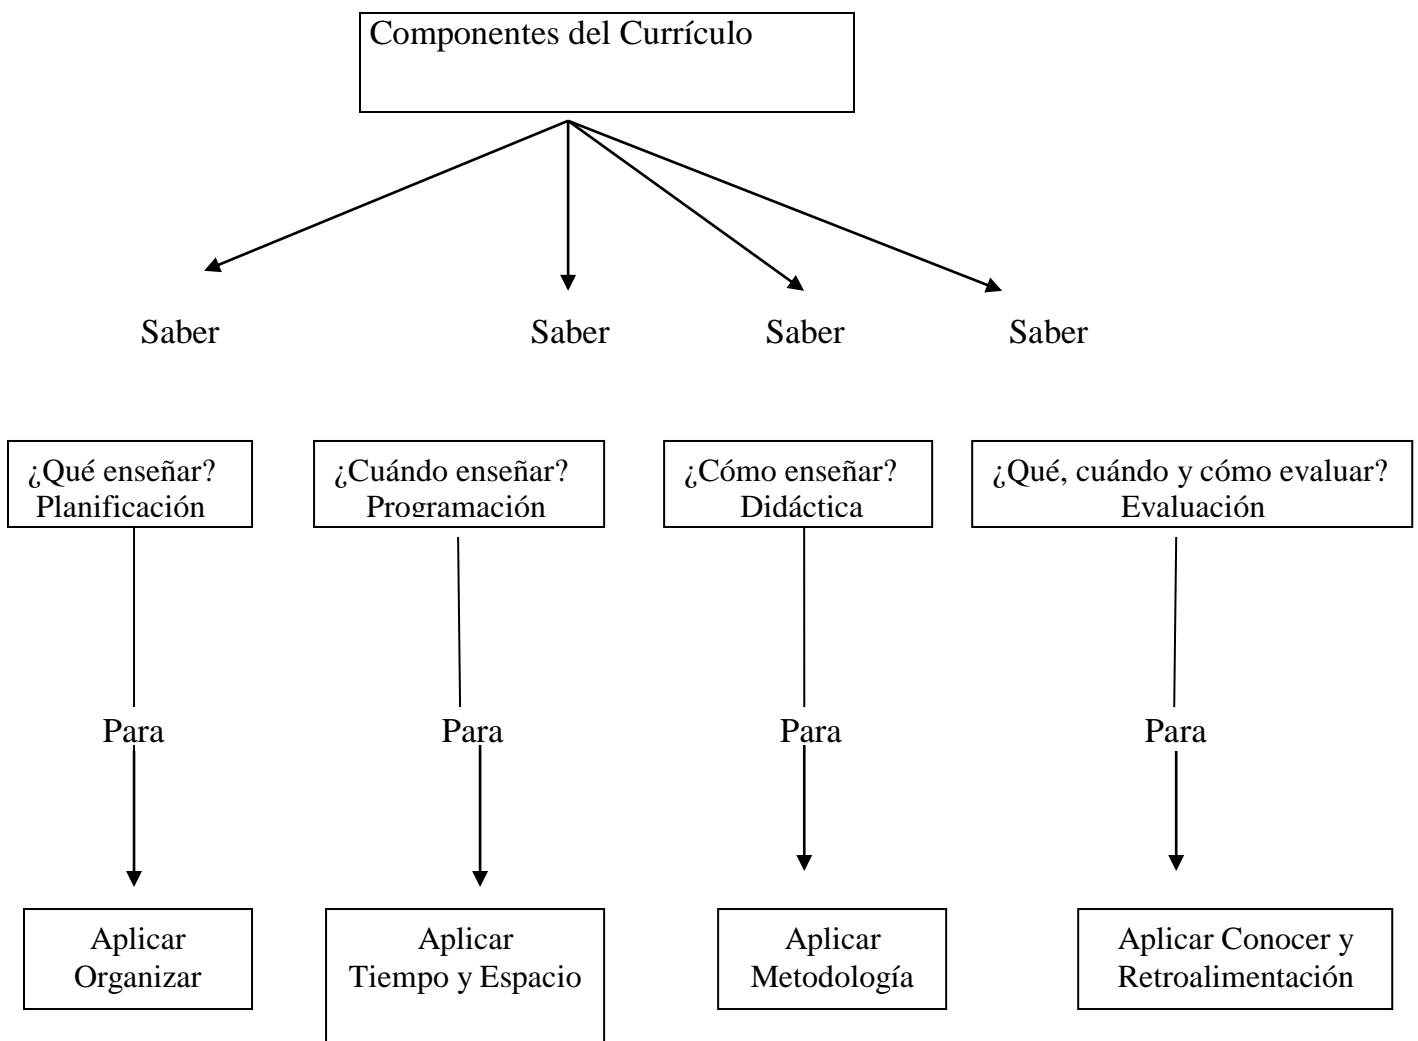 Componentes del Currículo
Saber
Saber
Saber
Saber
¿Qué enseñar?
Planificación
¿Cuándo enseñar?
Programación
¿Cómo enseñar?
Didáctica
¿Qué, cuándo y cómo evaluar?
Evaluación
Para
Para
Para
Para
Aplicar
Organizar
Aplicar
Tiempo y Espacio
Aplicar
Metodología
Aplicar Conocer y
Retroalimentación